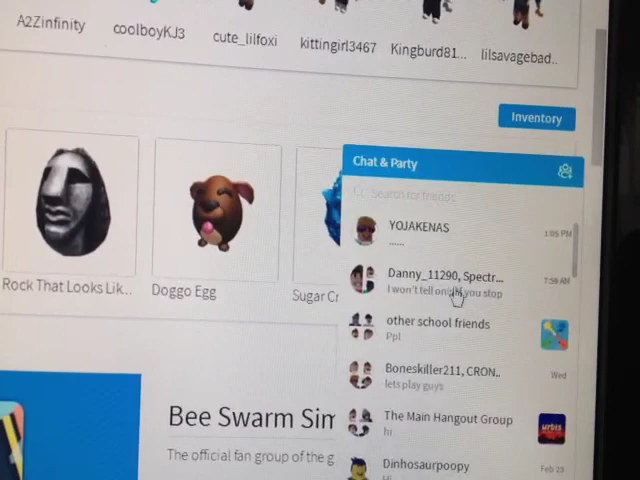 A2Zinfinity
coolboyKJ3
cute_lilfoxi
kittingirl3467
Kingburd81...
lilsavagebad..
Inventory
Chat & Party
Search for friends
YOJAKENAS
1:05 PM
......
Danny_11290, Spectr...
7:59 AM
I won't tell only you stop
Rock That Looks Lik...
Doggo Egg
Sugar Cr
other school friends
Ppl
Boneskiller211, CRON..
Wed
lets play guys
Bee Swarm Sim
The Main Hangout Group
hi
The official fan group of the g
Dinhosaurpoopy
Feb 23